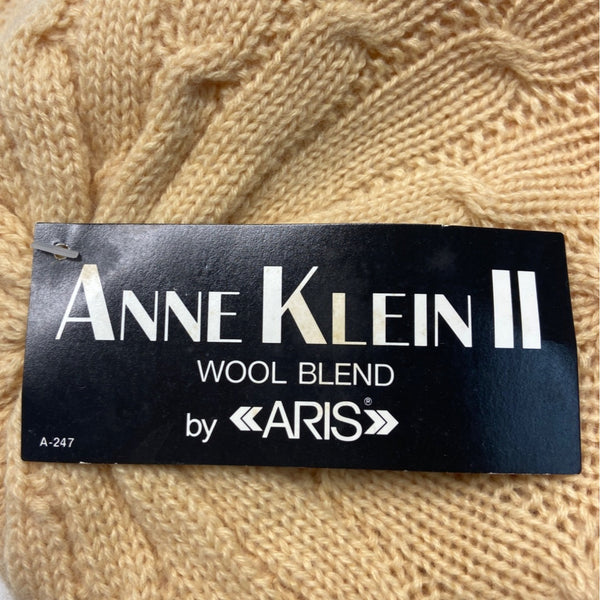 ANNE KLEIN II
WOOL BLEND
by «ARIS»®
A-247